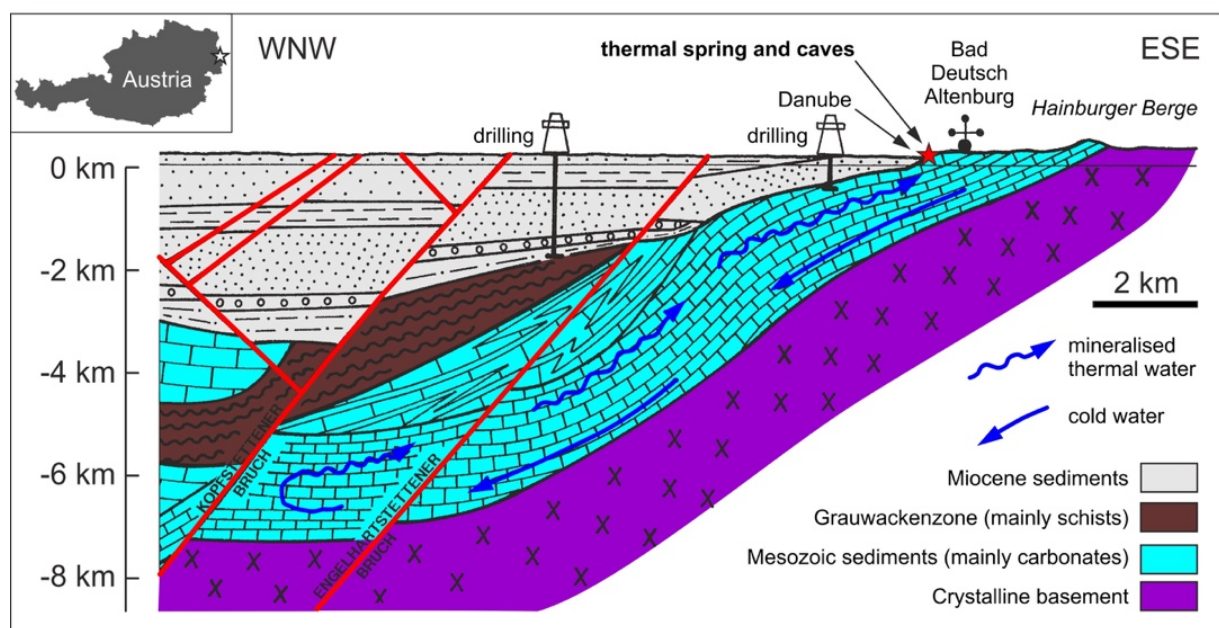 Austria
WNW
thermal spring and caves
Bad
Deutsch
Altenburg
ESE
Danube
Hainburger Berge
drilling
drilling
0 km
-2 km
-4 km
-6 km
-8 km
KOPFSTETTENER
BRUCH
ENGELHARTSTETTENER
BRUCH
2 km
mineralised
thermal water
cold water
Miocene sediments
Grauwackenzone (mainly schists)
Mesozoic sediments (mainly carbonates)
Crystalline basement